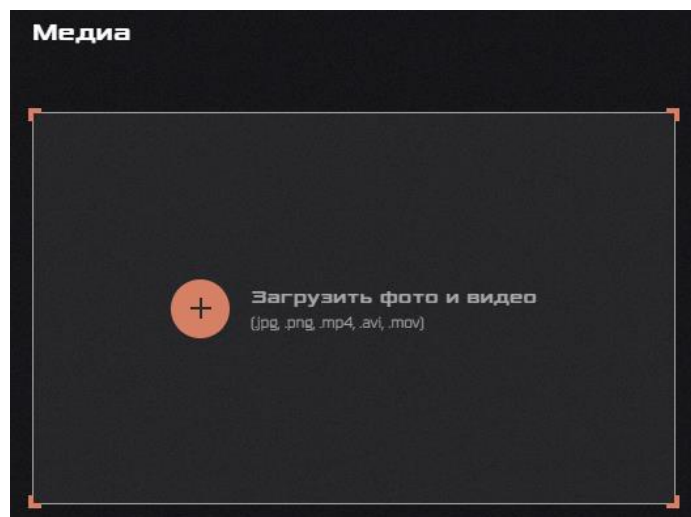 Медиа
Загрузить фото и видео
(.jpg, .png, .mp4, .avi, .mov)